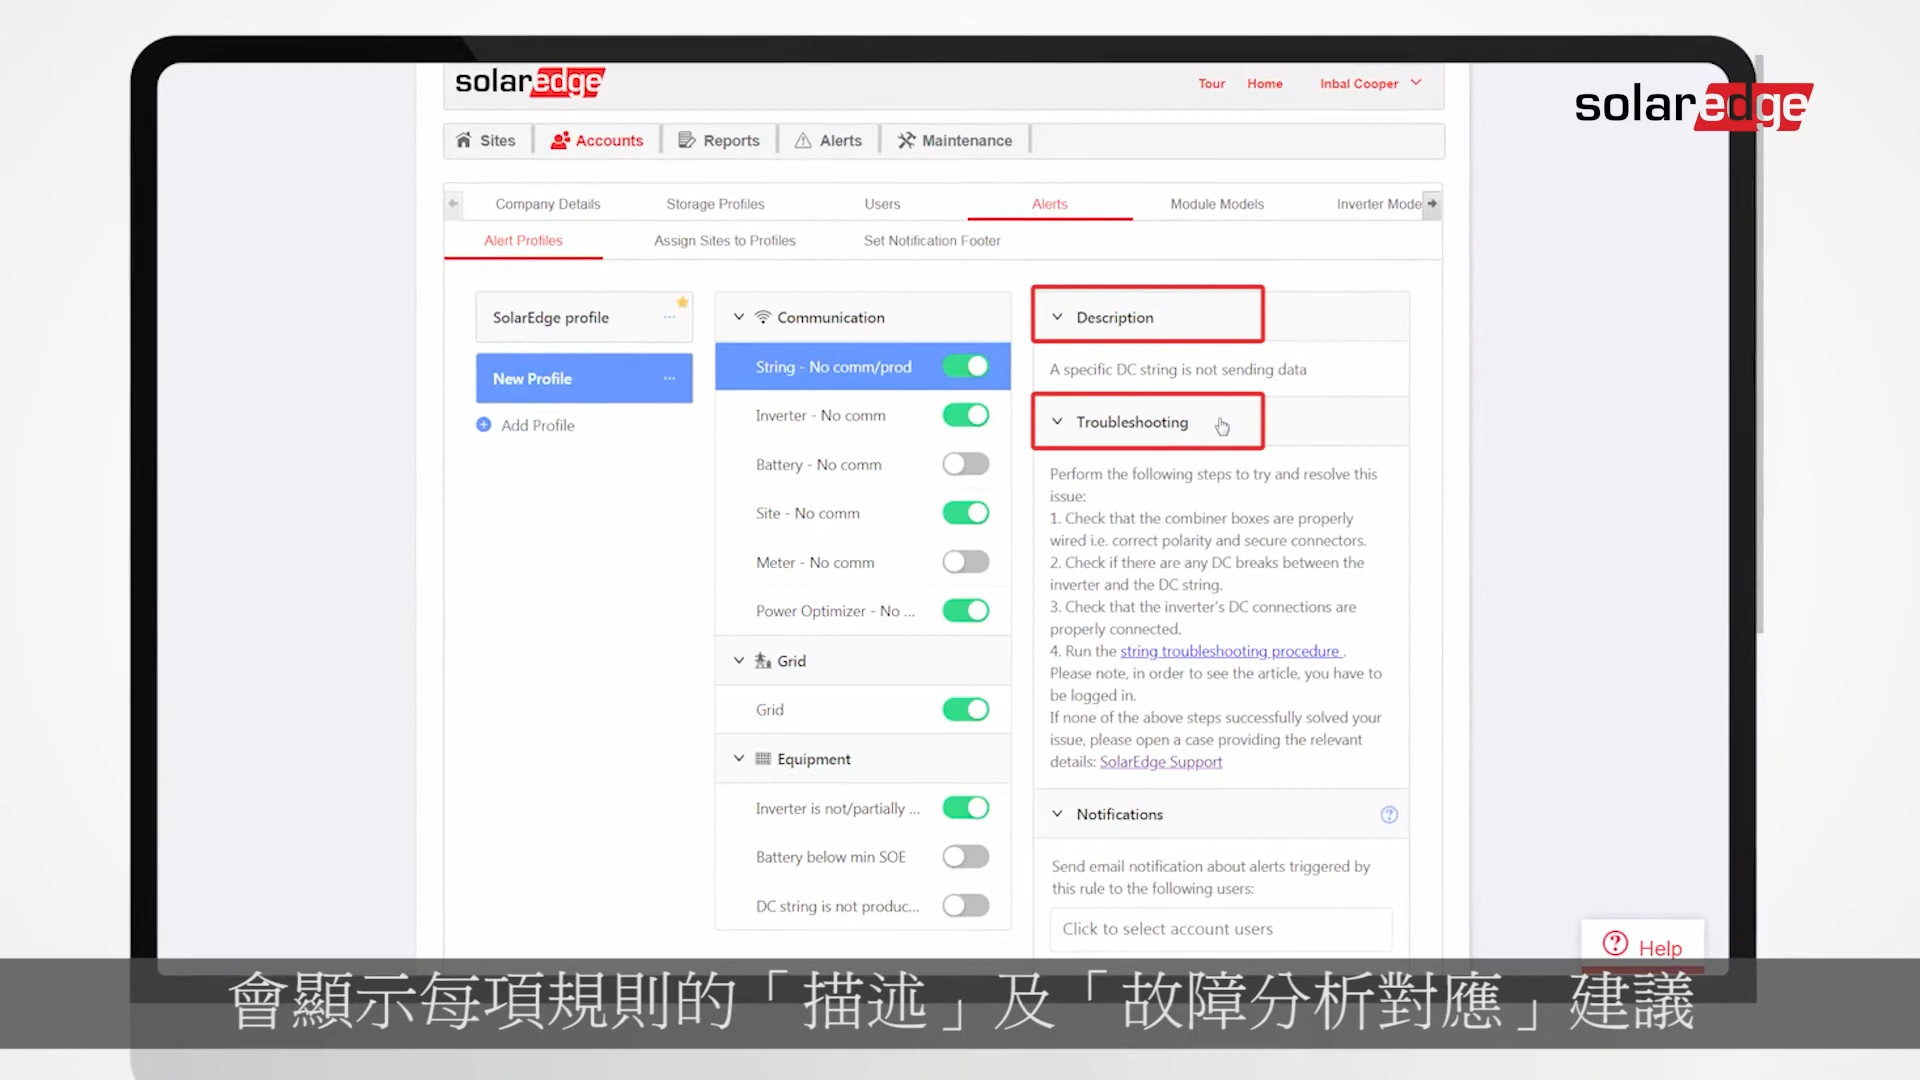 solaredge
Tour Home Inbal Cooper
solaredge
Sites Accounts Reports Alerts Maintenance
Company Details Storage Profiles Users Alerts Module Models Inverter Mode
Alert Profiles Assign Sites to Profiles Set Notification Footer
SolarEdge profile ...
New Profile ...
Add Profile
Communication
String - No comm/prod
Inverter - No comm
Battery - No comm
Site - No comm
Meter - No comm
Power Optimizer - No ...
Grid
Grid
Equipment
Inverter is not/partially ...
Battery below min SOE
DC string is not produc...
Description
A specific DC string is not sending data
Troubleshooting
Perform the following steps to try and resolve this
issue:
1. Check that the combiner boxes are properly
wired i.e. correct polarity and secure connectors.
2. Check if there are any DC breaks between the
inverter and the DC string.
3. Check that the inverter's DC connections are
properly connected.
4. Run the string troubleshooting procedure .
Please note, in order to see the article, you have to
be logged in.
If none of the above steps successfully solved your
issue, please open a case providing the relevant
details: SolarEdge Support
Notifications ?
Send email notification about alerts triggered by
this rule to the following users:
Click to select account users
? Help
會顯示每項規則的「描述」及「故障分析對應」建議